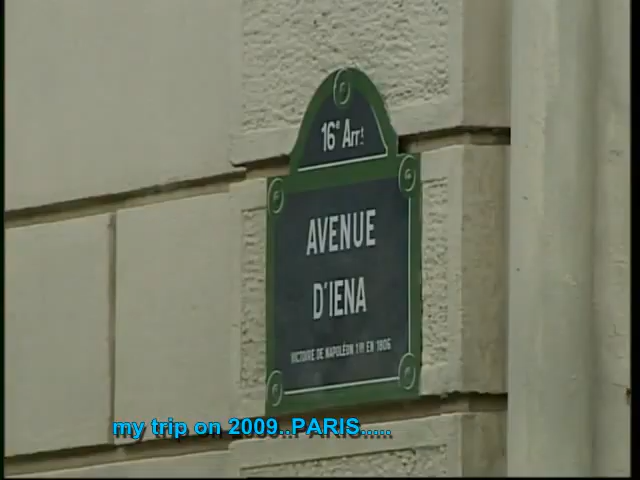 16e Arrt
AVENUE
D'IENA
VICTOIRE DE NAPOLÉON 1ER EN 1806
my trip on 2009..PARIS.....